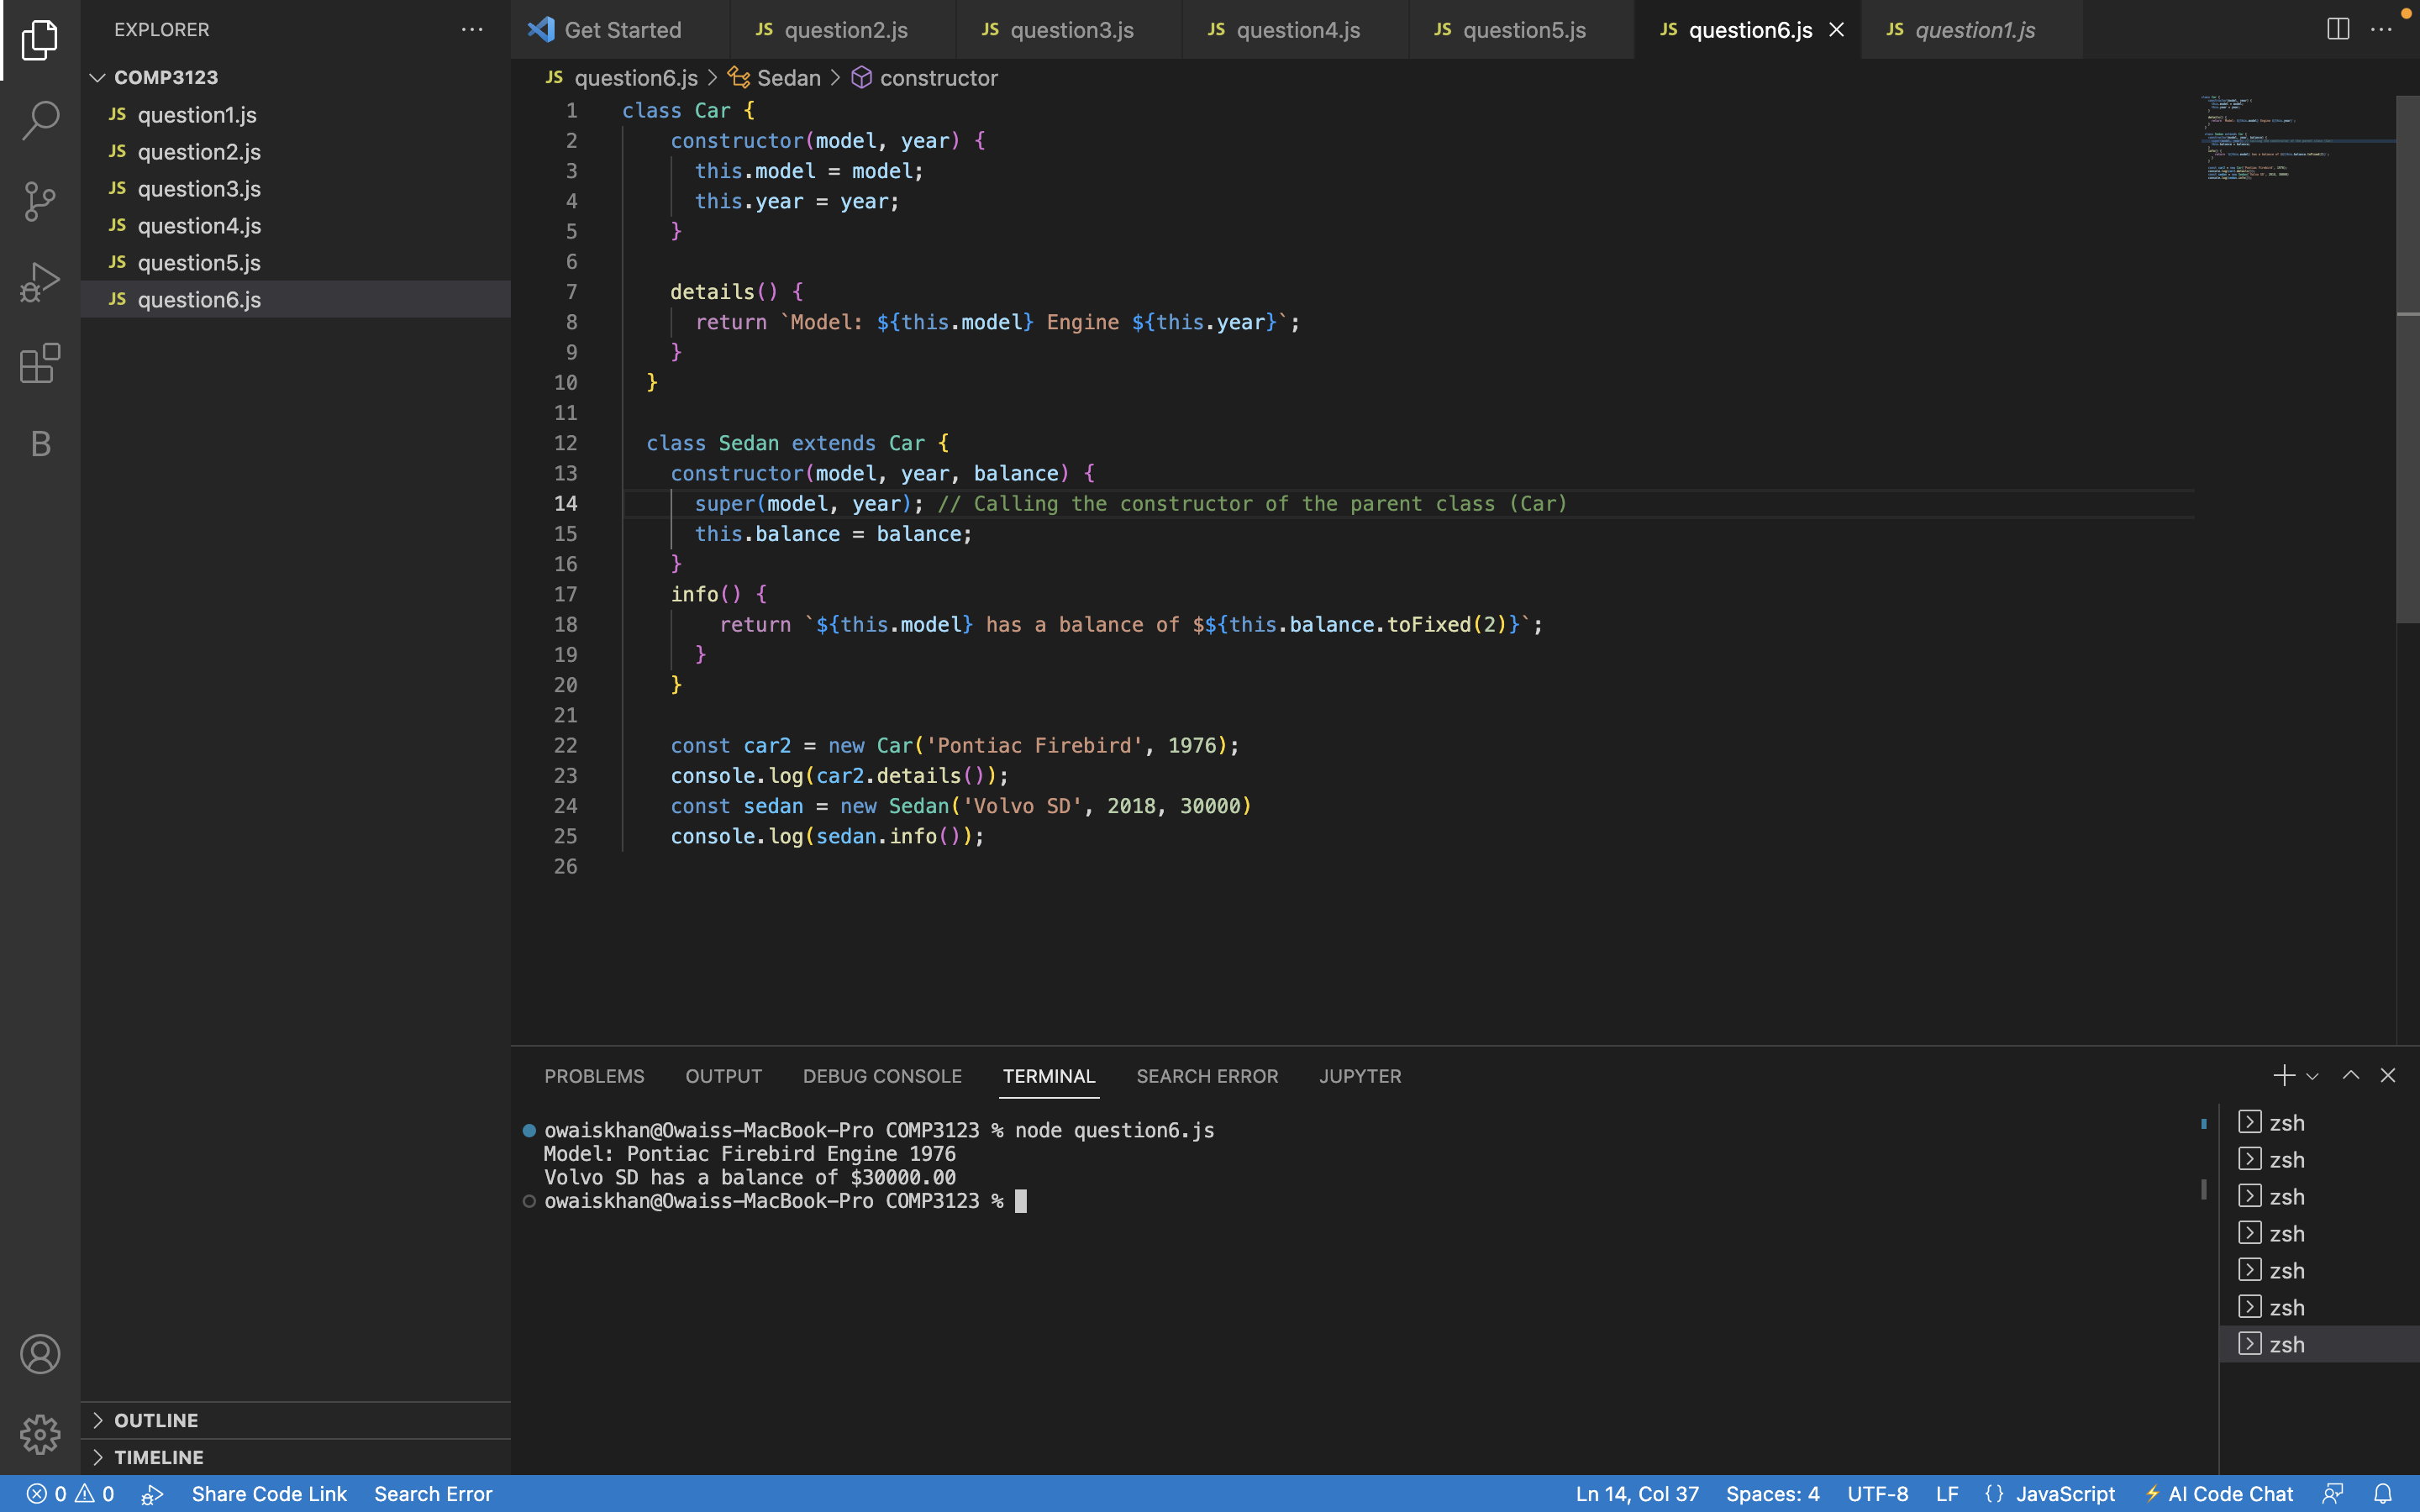 EXPLORER
COMP3123
JS question1.js
JS question2.js
JS question3.js
JS question4.js
JS question5.js
JS question6.js
B
OUTLINE
TIMELINE
Get Started
JS question2.js
JS question3.js
JS question4.js
JS question5.js
JS question6.js
JS question1.js
JS question6.js > Sedan > constructor
1 class Car {
2     constructor(model, year) {
3       this.model = model;
4       this.year = year;
5     }
6
7     details() {
8       return `Model: ${this.model} Engine ${this.year}`;
9     }
10   }
11
12   class Sedan extends Car {
13     constructor(model, year, balance) {
14       super(model, year); // Calling the constructor of the parent class (Car)
15       this.balance = balance;
16     }
17     info() {
18         return `${this.model} has a balance of $${this.balance.toFixed(2)}`;
19       }
20     }
21
22     const car2 = new Car('Pontiac Firebird', 1976);
23     console.log(car2.details());
24     const sedan = new Sedan('Volvo SD', 2018, 30000)
25     console.log(sedan.info());
26
PROBLEMS OUTPUT DEBUG CONSOLE TERMINAL SEARCH ERROR JUPYTER
owaiskhan@Owaiss-MacBook-Pro COMP3123 % node question6.js
Model: Pontiac Firebird Engine 1976
Volvo SD has a balance of $30000.00
owaiskhan@Owaiss-MacBook-Pro COMP3123 %
zsh
zsh
zsh
zsh
zsh
zsh
zsh
0 0 Share Code Link Search Error Ln 14, Col 37 Spaces: 4 UTF-8 LF {} JavaScript AI Code Chat